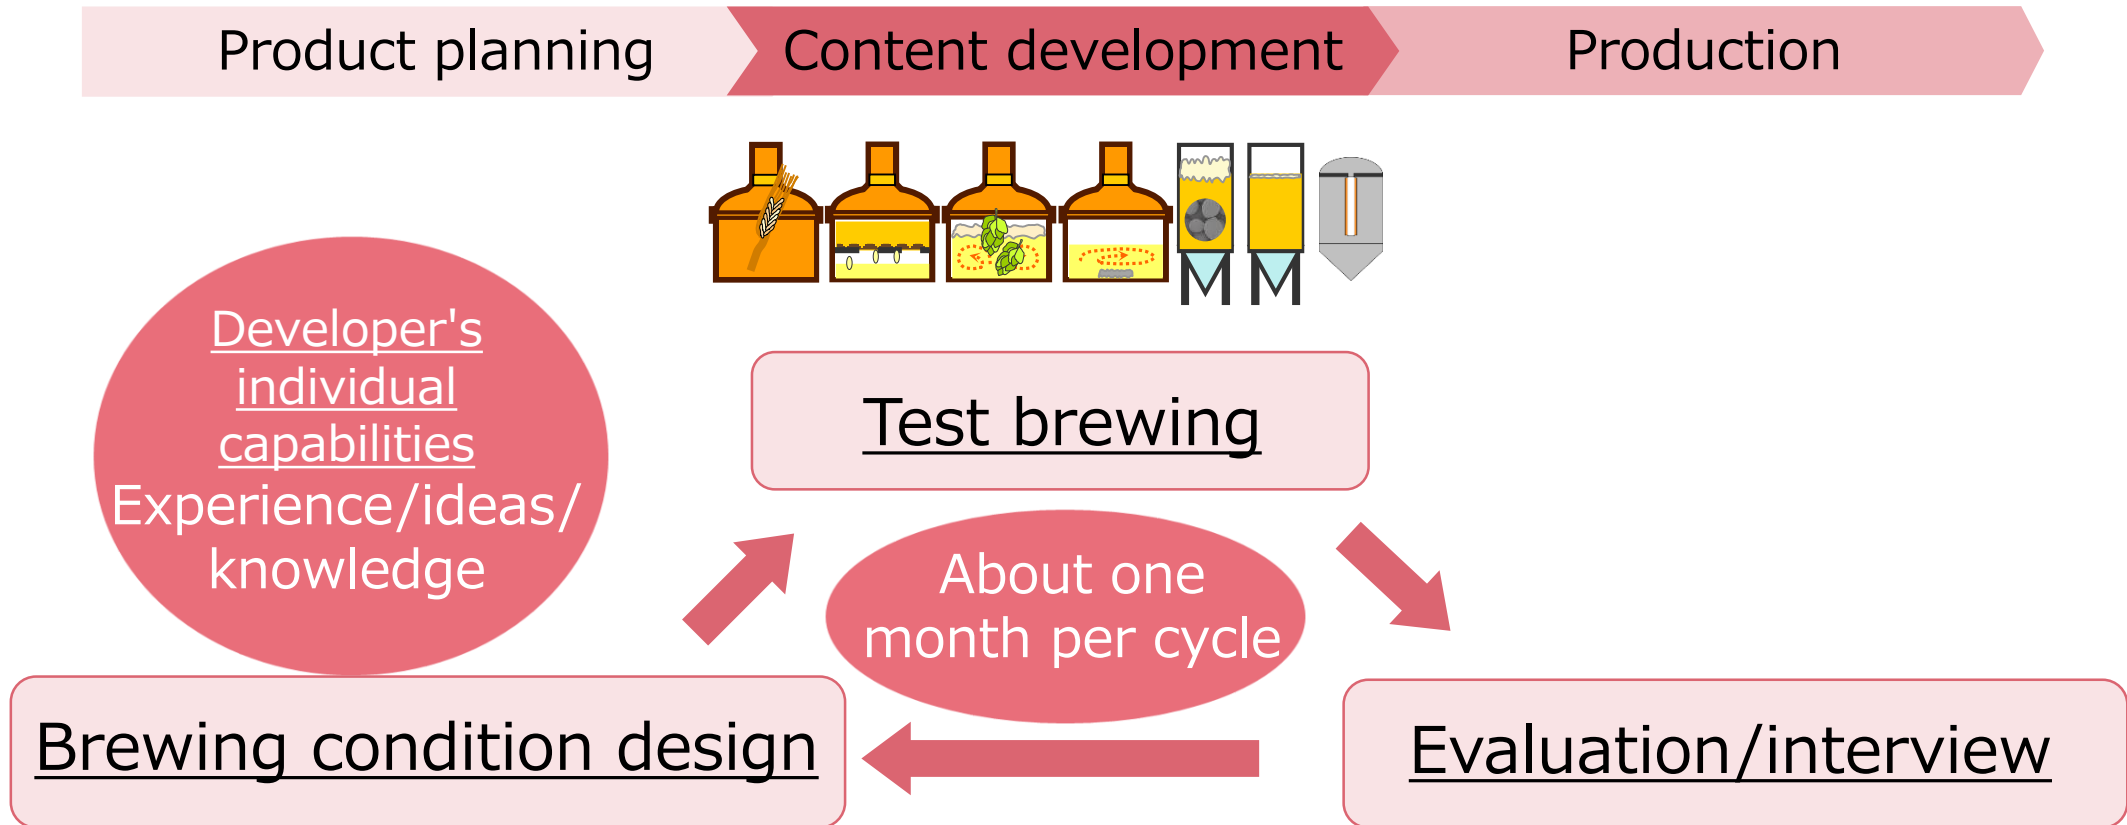 Product planning
Content development
Production
Developer's
individual
capabilities
Experience/ideas/
knowledge
Test brewing
About one
month per cycle
Brewing condition design
Evaluation/interview